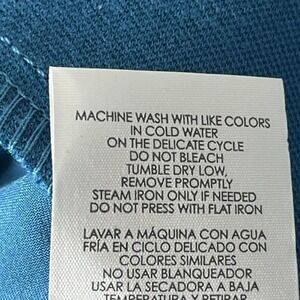 MACHINE WASH WITH LIKE COLORS
IN COLD WATER
ON THE DELICATE CYCLE
DO NOT BLEACH
TUMBLE DRY LOW,
REMOVE PROMPTLY
STEAM IRON ONLY IF NEEDED
DO NOT PRESS WITH FLAT IRON
LAVAR A MÁQUINA CON AGUA
FRÍA EN CICLO DELICADO CON
COLORES SIMILARES
NO USAR BLANQUEADOR
USAR LA SECADORA A BAJA
TEMPERATURA Y RETIRAR